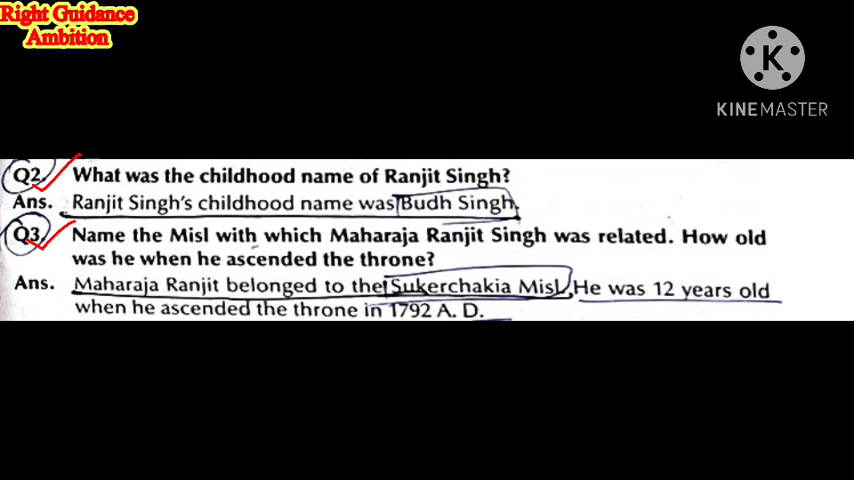 Right Guidance
Ambition
K
KINEMASTER
Q2. What was the childhood name of Ranjit Singh?
Ans. Ranjit Singh's childhood name was Budh Singh.
Q3. Name the Misl with which Maharaja Ranjit Singh was related. How old
was he when he ascended the throne?
Ans. Maharaja Ranjit belonged to the Sukerchakia Misl. He was 12 years old
when he ascended the throne in 1792 A. D.